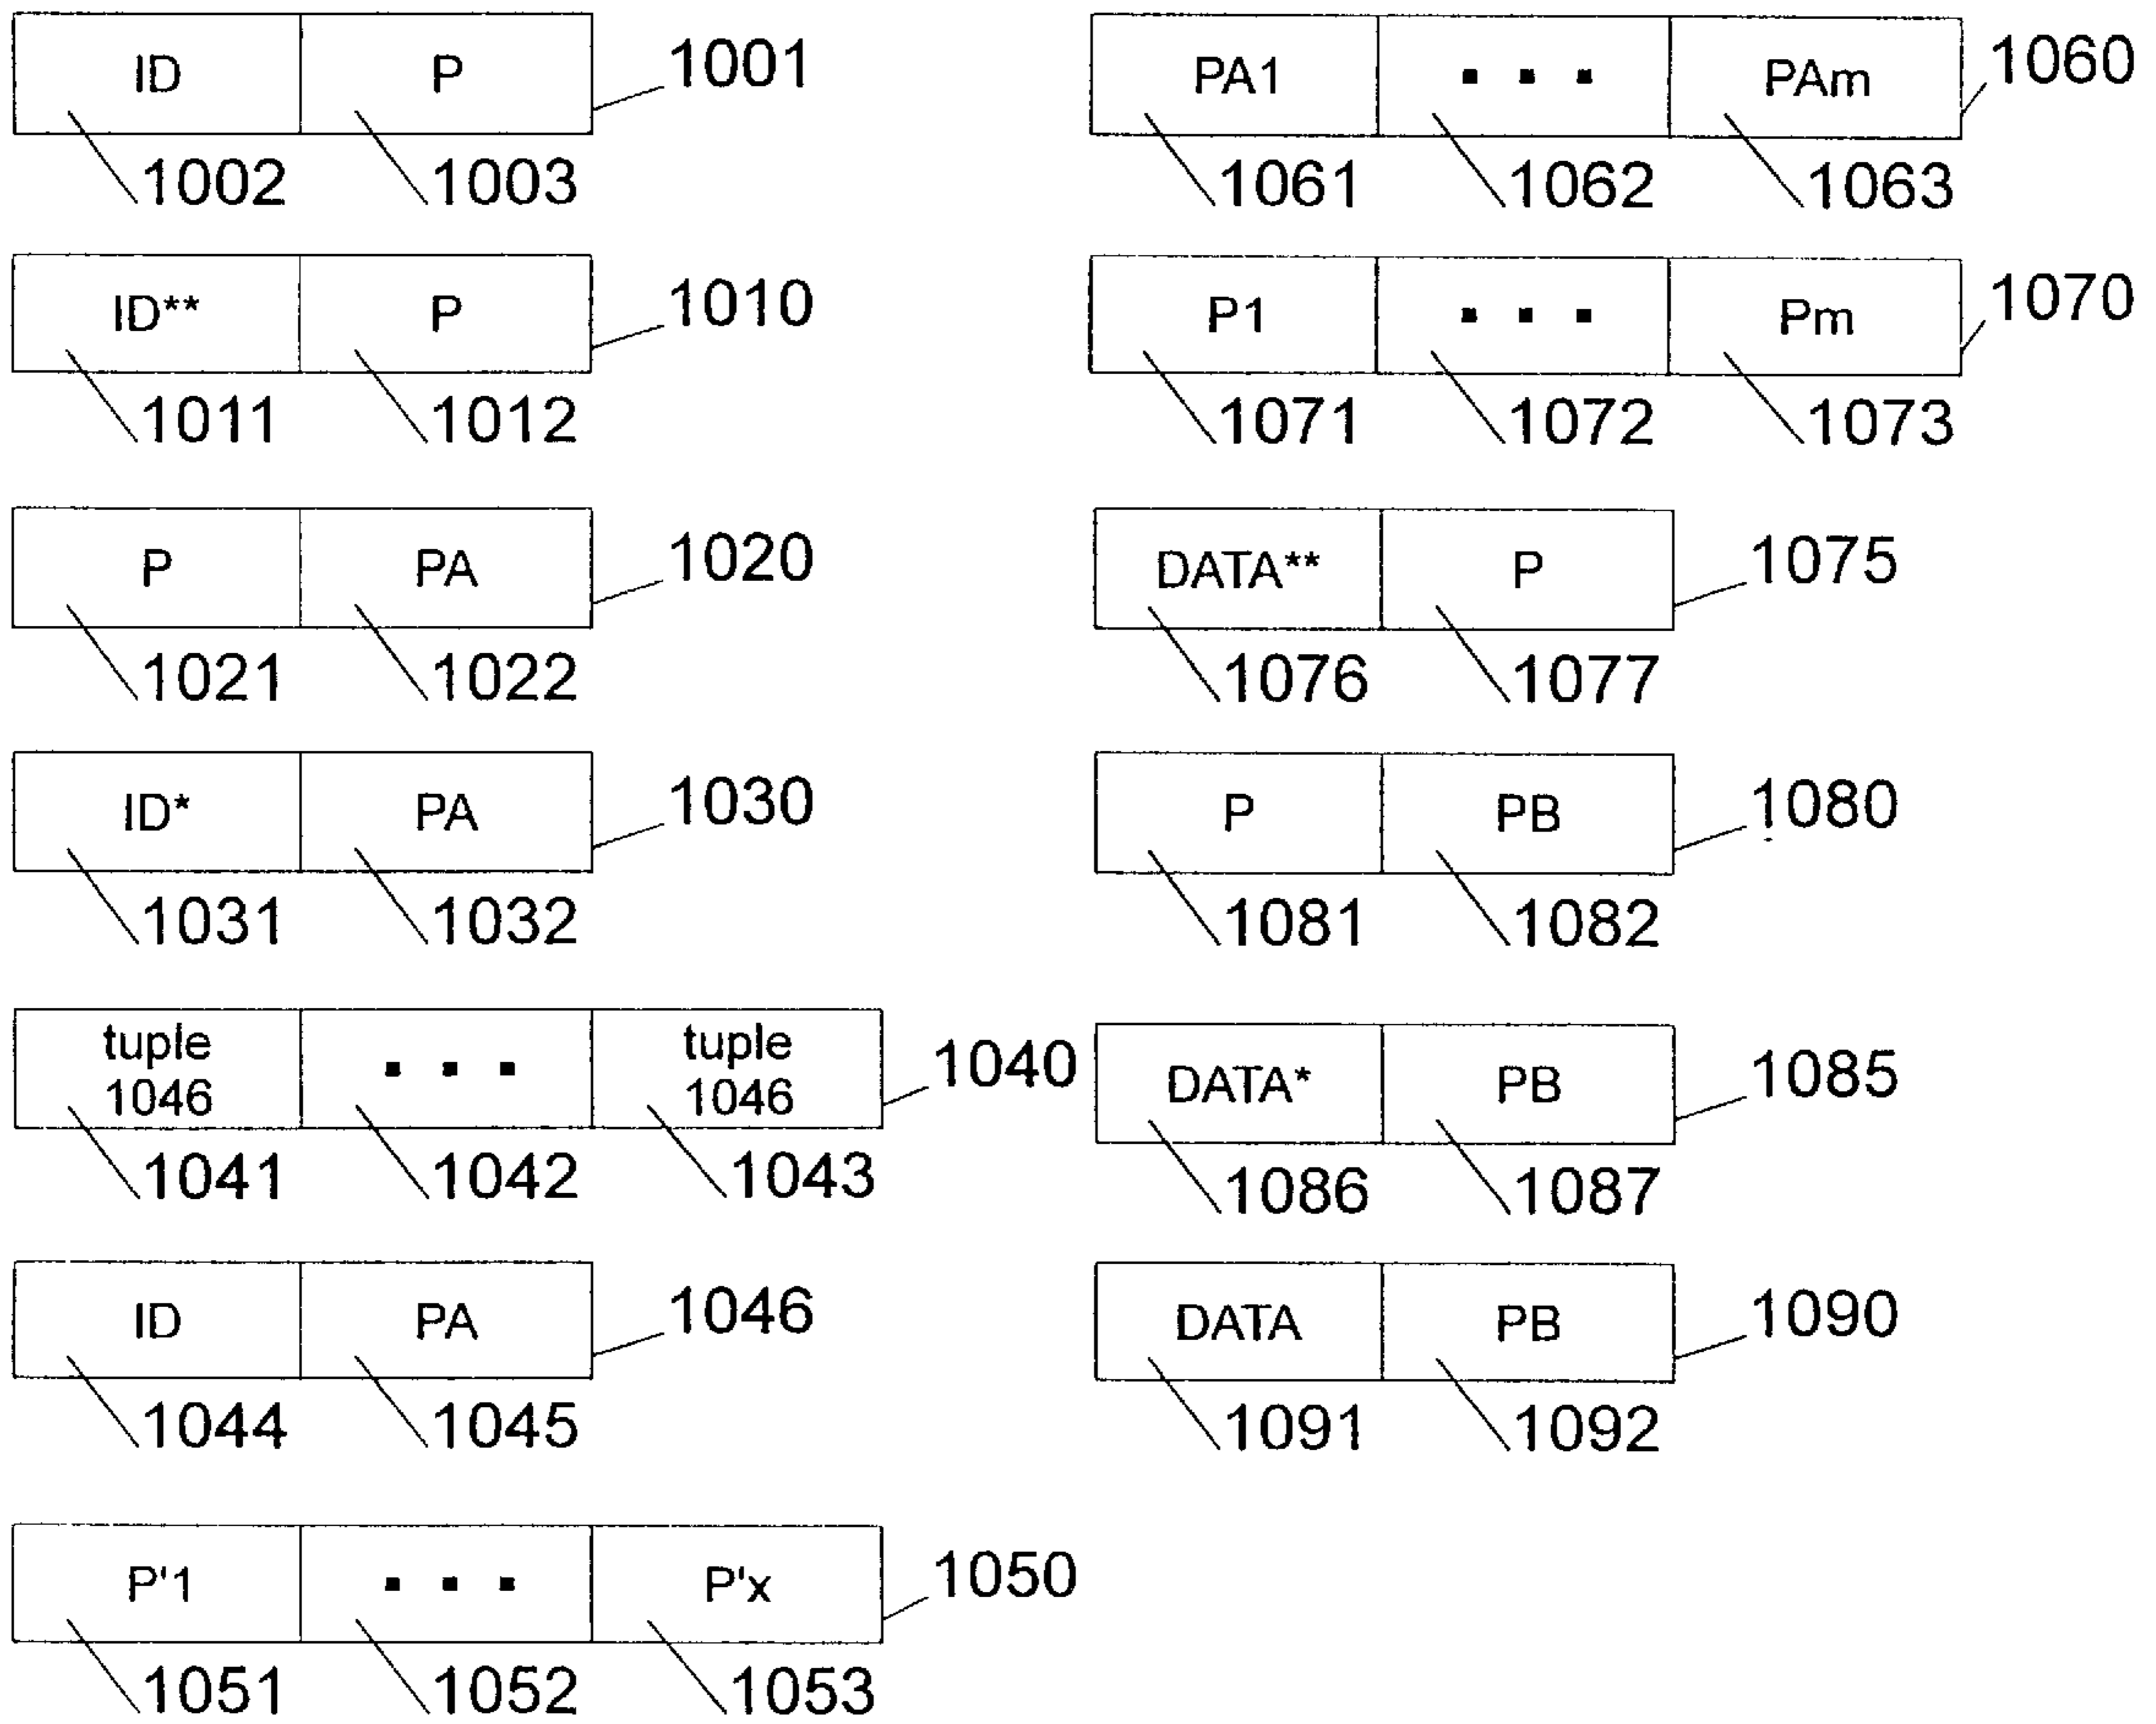 ID P 1001
1002 1003
ID** P 1010
1011 1012
P PA 1020
1021 1022
ID* PA 1030
1031 1032
tuple 1046 ... tuple 1046 1040
1041 1042 1043
ID PA 1046
1044 1045
P'1 ... P'x 1050
1051 1052 1053
PA1 ... PAm 1060
1061 1062 1063
P1 ... Pm 1070
1071 1072 1073
DATA** P 1075
1076 1077
P PB 1080
1081 1082
DATA* PB 1085
1086 1087
DATA PB 1090
1091 1092